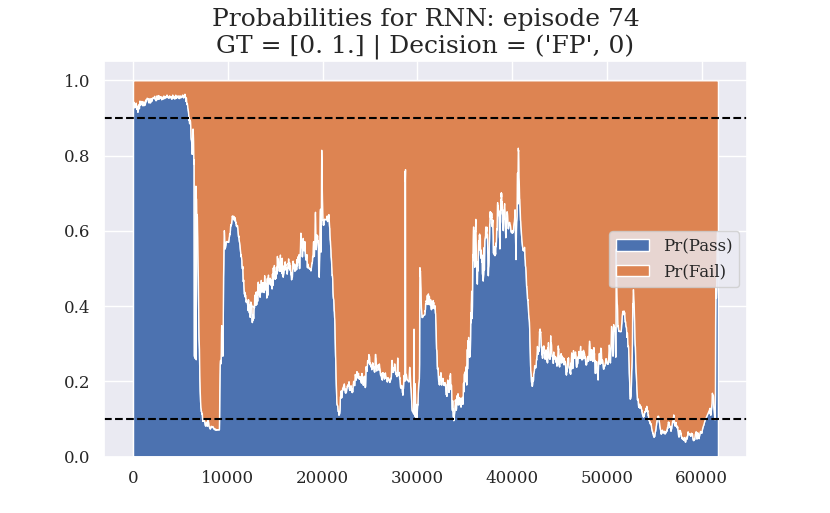 Probabilities for RNN: episode 74
GT = [0. 1.] | Decision = ('FP', 0)
1.0
0.8
0.6
0.4
0.2
0.0
Pr(Pass)
Pr(Fail)
0 10000 20000 30000 40000 50000 60000